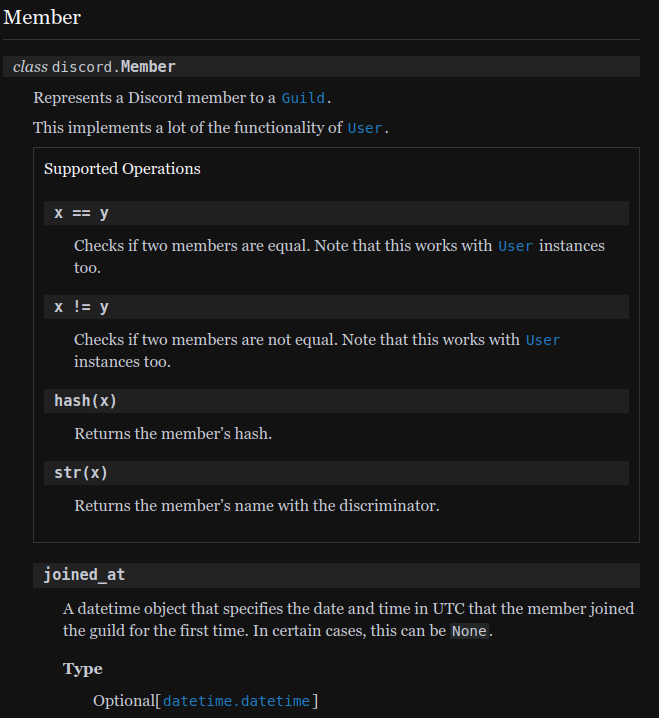 Member
class discord.Member
Represents a Discord member to a Guild.
This implements a lot of the functionality of User.
Supported Operations
x == y
Checks if two members are equal. Note that this works with User instances
too.
x != y
Checks if two members are not equal. Note that this works with User
instances too.
hash(x)
Returns the member’s hash.
str(x)
Returns the member’s name with the discriminator.
joined_at
A datetime object that specifies the date and time in UTC that the member joined
the guild for the first time. In certain cases, this can be None.
Type
Optional[datetime.datetime]